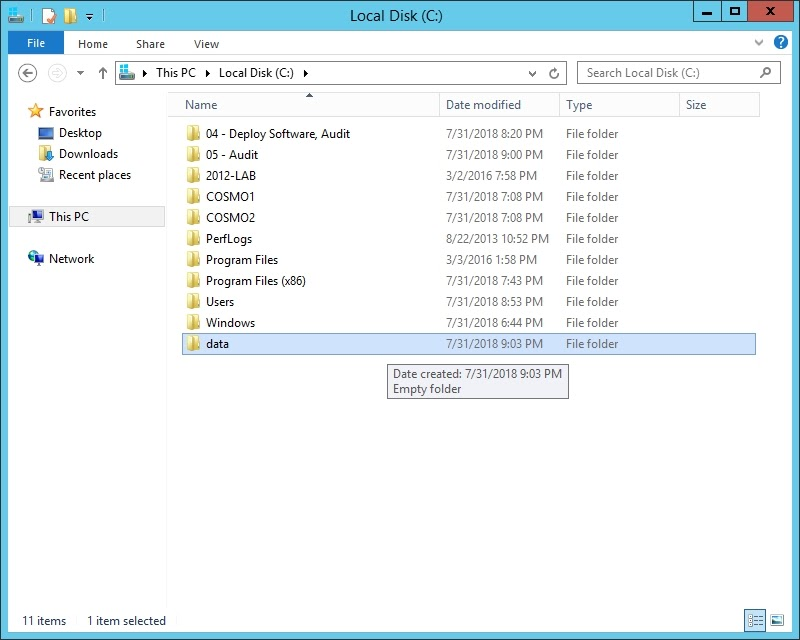 Local Disk (C:)
File Home Share View
This PC Local Disk (C:) Search Local Disk (C:)
Name Date modified Type Size
Favorites
Desktop
Downloads
Recent places
This PC
Network
04 - Deploy Software, Audit 7/31/2018 8:20 PM File folder
05 - Audit 7/31/2018 9:00 PM File folder
2012-LAB 3/2/2016 7:58 PM File folder
COSMO1 7/31/2018 7:08 PM File folder
COSMO2 7/31/2018 7:08 PM File folder
PerfLogs 8/22/2013 10:52 PM File folder
Program Files 3/3/2016 1:58 PM File folder
Program Files (x86) 7/31/2018 7:43 PM File folder
Users 7/31/2018 8:53 PM File folder
Windows 7/31/2018 6:44 PM File folder
data 7/31/2018 9:03 PM File folder
Date created: 7/31/2018 9:03 PM
Empty folder
11 items 1 item selected